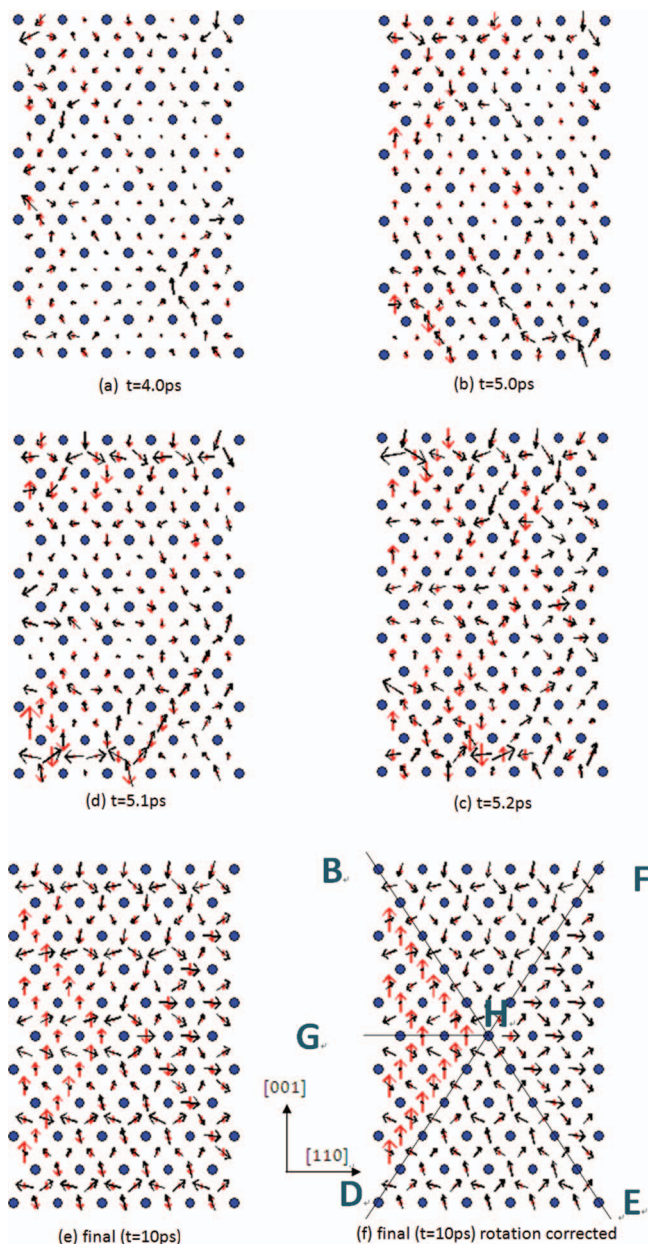 (a) t=4.0ps
(b) t=5.0ps
(d) t=5.1ps
(c) t=5.2ps
B
F
H
G
[001]
[110]
D
E
(e) final (t=10ps)
(f) final (t=10ps) rotation corrected